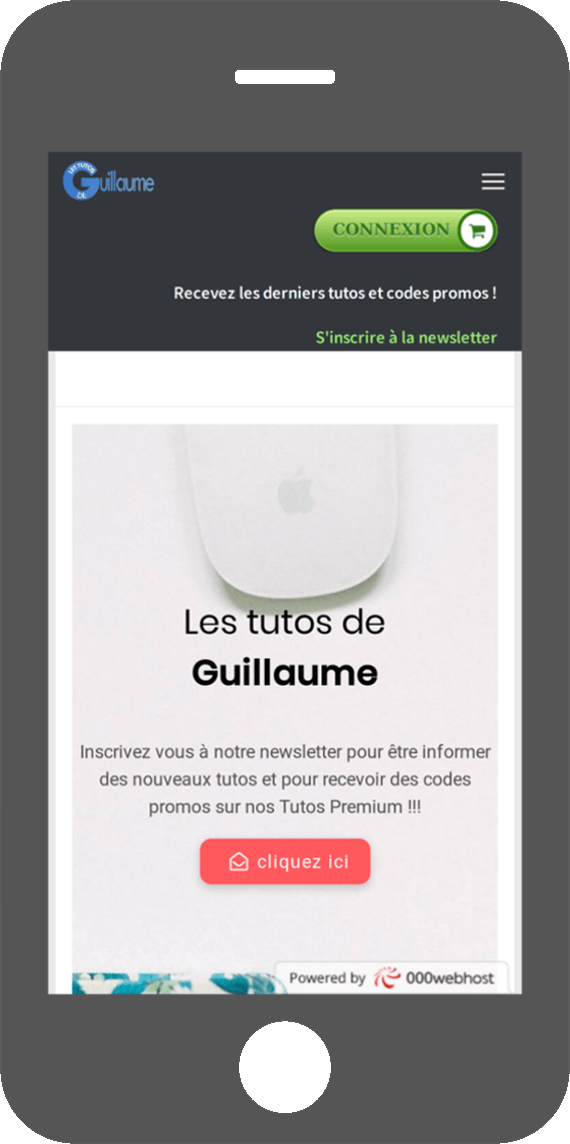 LES TUTOS
DE
Guillaume
CONNEXION
Recevez les derniers tutos et codes promos !
S'inscrire à la newsletter
Les tutos de
Guillaume
Inscrivez vous à notre newsletter pour être informer
des nouveaux tutos et pour recevoir des codes
promos sur nos Tutos Premium !!!
cliquez ici
Powered by 000webhost